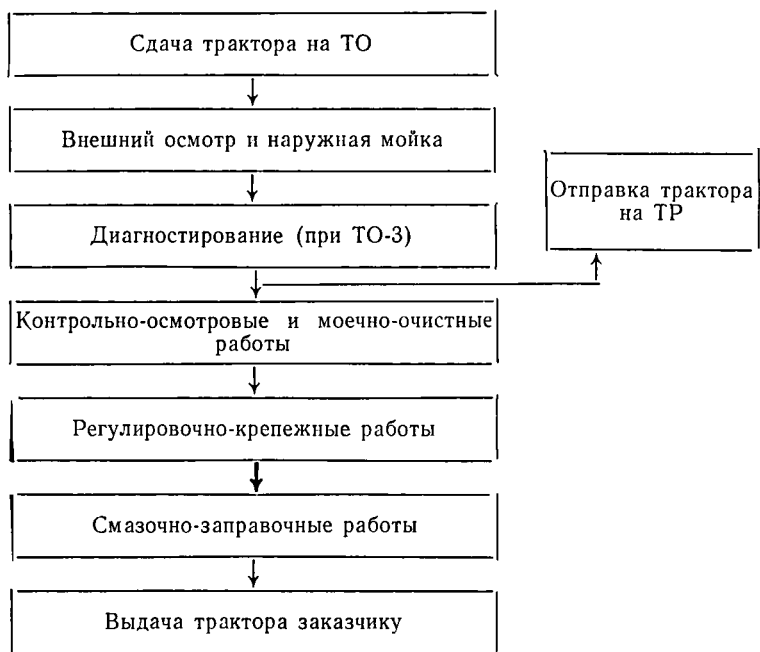 Сдача трактора на ТО
Внешний осмотр и наружная мойка
Отправка трактора
на ТР
Диагностирование (при ТО-3)
Контрольно-осмотровые и моечно-очистные
работы
Регулировочно-крепежные работы
Смазочно-заправочные работы
Выдача трактора заказчику